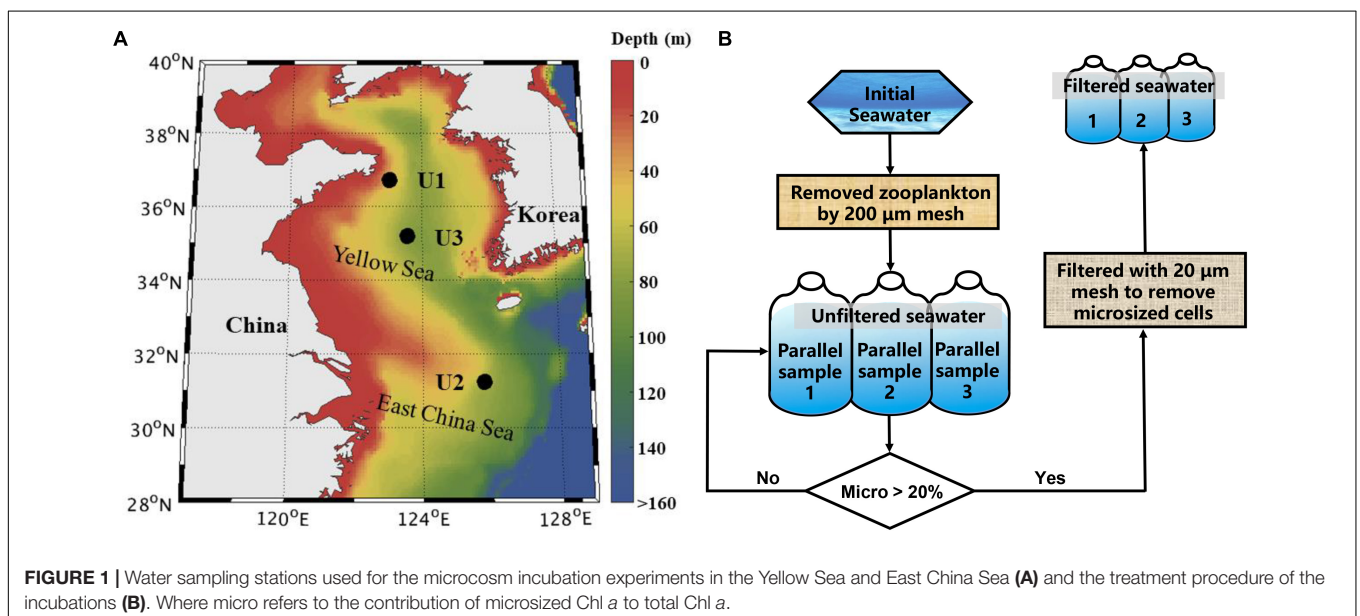 A
Depth (m)
40°N
38°N
36°N
34°N
32°N
30°N
28°N
120°E
124°E
128°E
U1
U3
U2
Korea
Yellow Sea
China
East China Sea
0
20
40
60
80
100
120
140
>160
B
Initial
Seawater
Removed zooplankton
by 200 µm mesh
Unfiltered seawater
Parallel
sample
1
Parallel
sample
2
Parallel
sample
3
No
Micro > 20%
Yes
Filtered with 20 µm
mesh to remove
microsized cells
Filtered seawater
1
2
3
FIGURE 1 | Water sampling stations used for the microcosm incubation experiments in the Yellow Sea and East China Sea (A) and the treatment procedure of the
incubations (B). Where micro refers to the contribution of microsized Chl a to total Chl a.